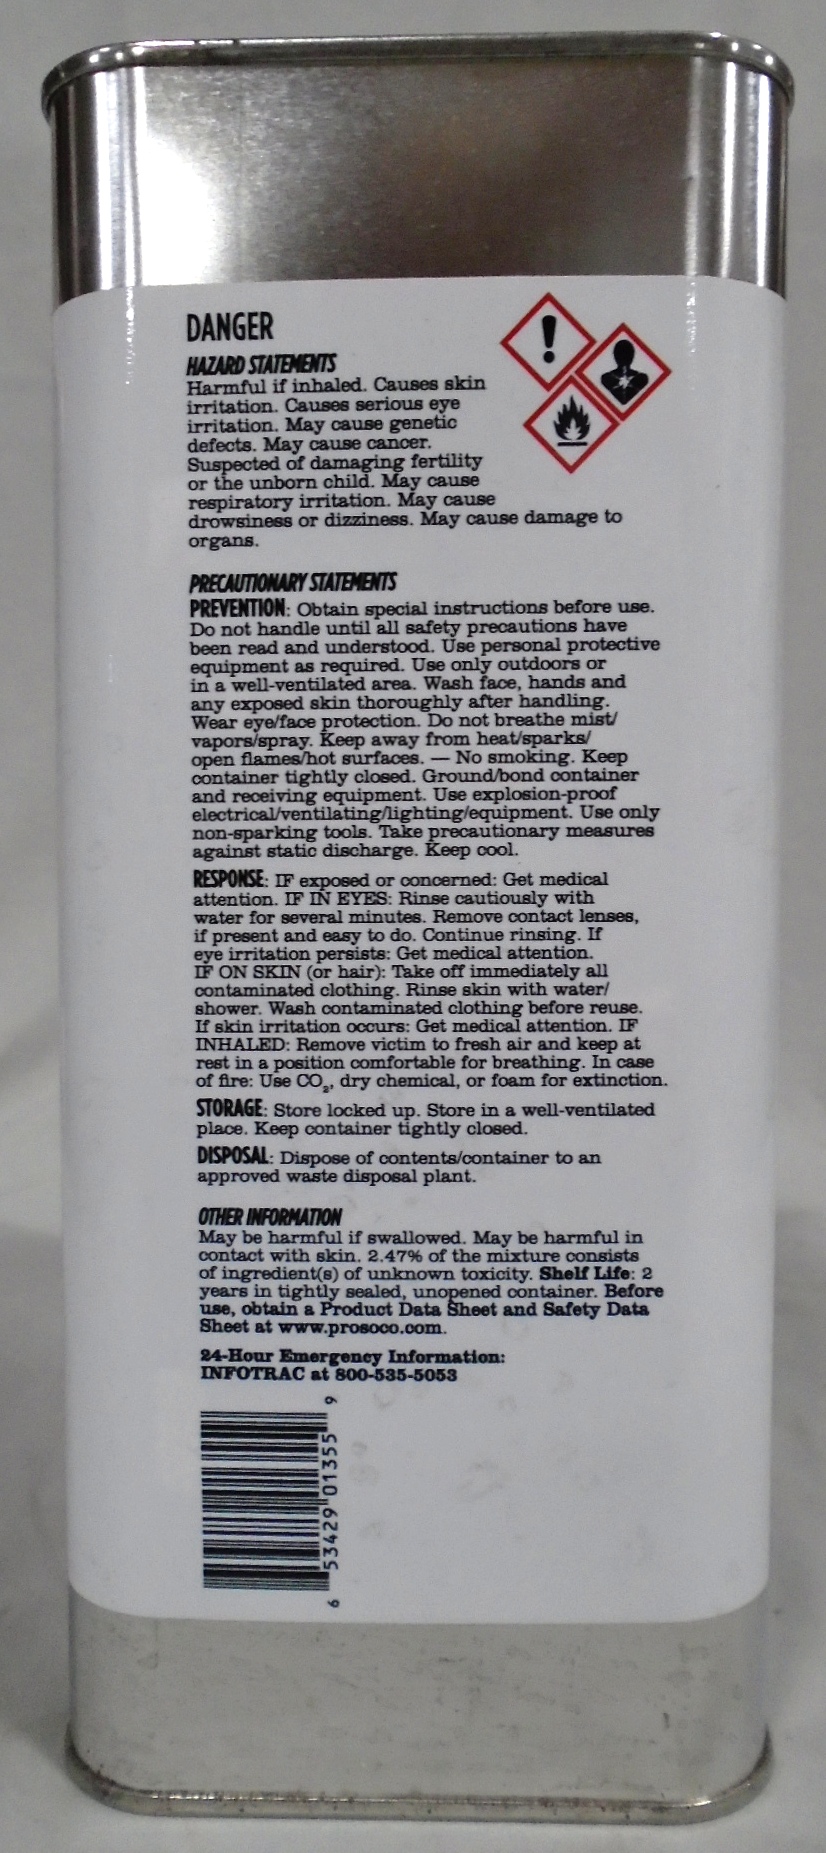 DANGER
HAZARD STATEMENTS
Harmful if inhaled. Causes skin
irritation. Causes serious eye
irritation. May cause genetic
defects. May cause cancer.
Suspected of damaging fertility
or the unborn child. May cause
respiratory irritation. May cause
drowsiness or dizziness. May cause damage to
organs.
PRECAUTIONARY STATEMENTS
PREVENTION: Obtain special instructions before use.
Do not handle until all safety precautions have
been read and understood. Use personal protective
equipment as required. Use only outdoors or
in a well-ventilated area. Wash face, hands and
any exposed skin thoroughly after handling.
Wear eye/face protection. Do not breathe mist/
vapors/spray. Keep away from heat/sparks/
open flames/hot surfaces. — No smoking. Keep
container tightly closed. Ground/bond container
and receiving equipment. Use explosion-proof
electrical/ventilating/lighting/equipment. Use only
non-sparking tools. Take precautionary measures
against static discharge. Keep cool.
RESPONSE: IF exposed or concerned: Get medical
attention. IF IN EYES: Rinse cautiously with
water for several minutes. Remove contact lenses,
if present and easy to do. Continue rinsing. If
eye irritation persists: Get medical attention.
IF ON SKIN (or hair): Take off immediately all
contaminated clothing. Rinse skin with water/
shower. Wash contaminated clothing before reuse.
If skin irritation occurs: Get medical attention. IF
INHALED: Remove victim to fresh air and keep at
rest in a position comfortable for breathing. In case
of fire: Use CO₂, dry chemical, or foam for extinction.
STORAGE: Store locked up. Store in a well-ventilated
place. Keep container tightly closed.
DISPOSAL: Dispose of contents/container to an
approved waste disposal plant.
OTHER INFORMATION
May be harmful if swallowed. May be harmful in
contact with skin. 2.47% of the mixture consists
of ingredient(s) of unknown toxicity. Shelf Life: 2
years in tightly sealed, unopened container. Before
use, obtain a Product Data Sheet and Safety Data
Sheet at www.prosoco.com.
24-Hour Emergency Information:
INFOTRAC at 800-535-5053
6 53429 01355 9